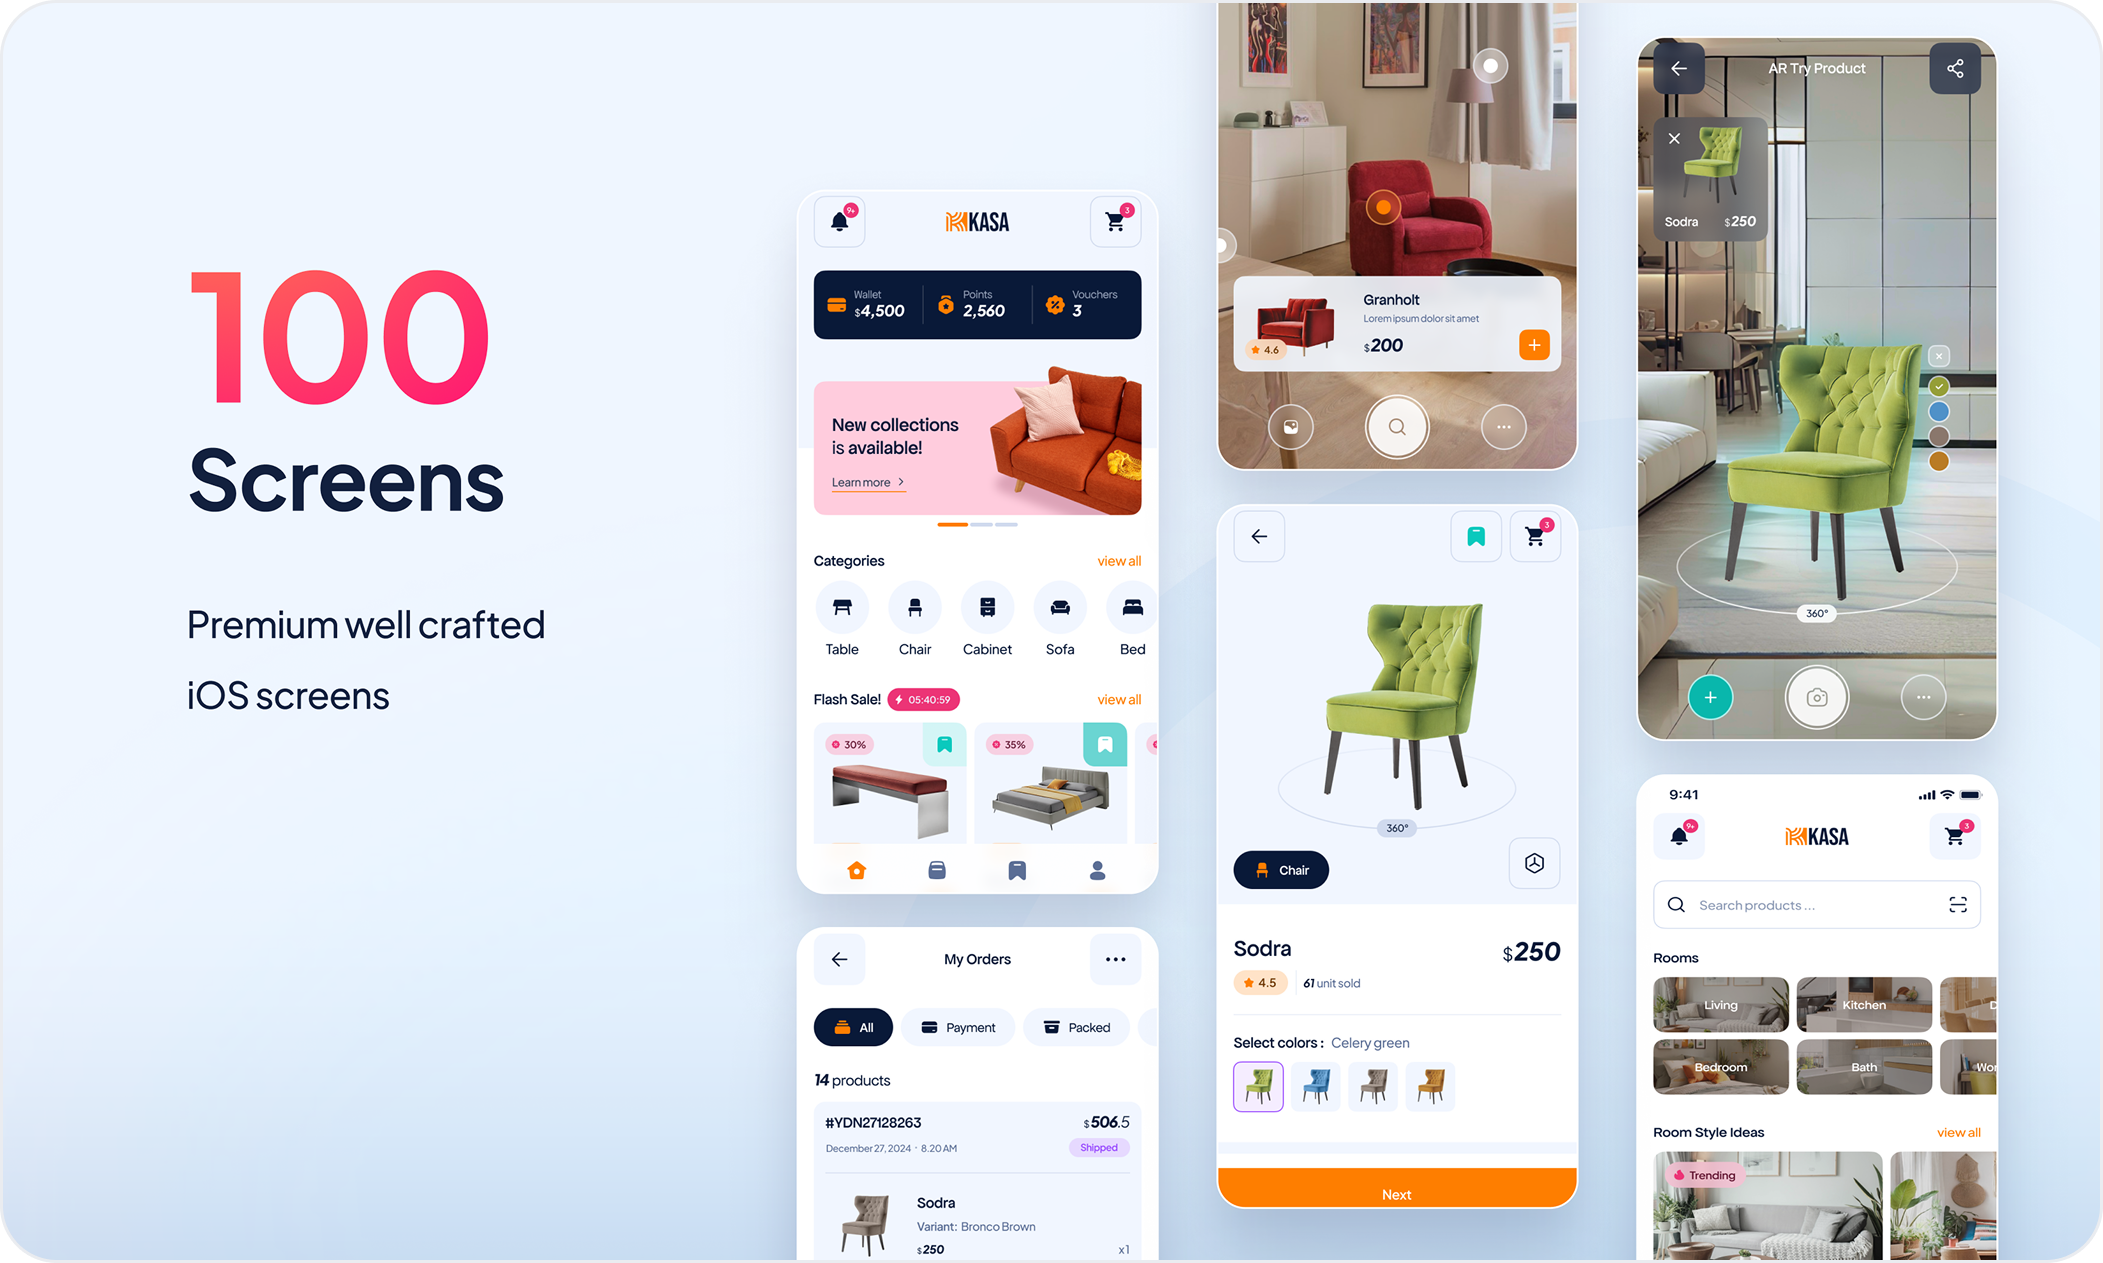 100
Screens
Premium well crafted
iOS screens
9+
KASA
3
Wallet
$4,500
Points
2,560
Vouchers
3
New collections
is available!
Learn more
Categories
view all
Table
Chair
Cabinet
Sofa
Bed
Flash Sale!
05:40:59
view all
30%
35%
My Orders
All
Payment
Packed
14 products
#YDN27128263
$506.5
December 27, 2024 · 8.20 AM
Shipped
Sodra
Variant: Bronco Brown
$250
x1
Granholt
Lorem ipsum dolor sit amet
4.6
$200
3
360°
Chair
Sodra
$250
4.5
61 unit sold
Select colors : Celery green
Next
AR Try Product
Sodra
$250
360°
9:41
9+
KASA
3
Search products ...
Rooms
Living
Kitchen
D
Bedroom
Bath
Wor
Room Style Ideas
view all
Trending